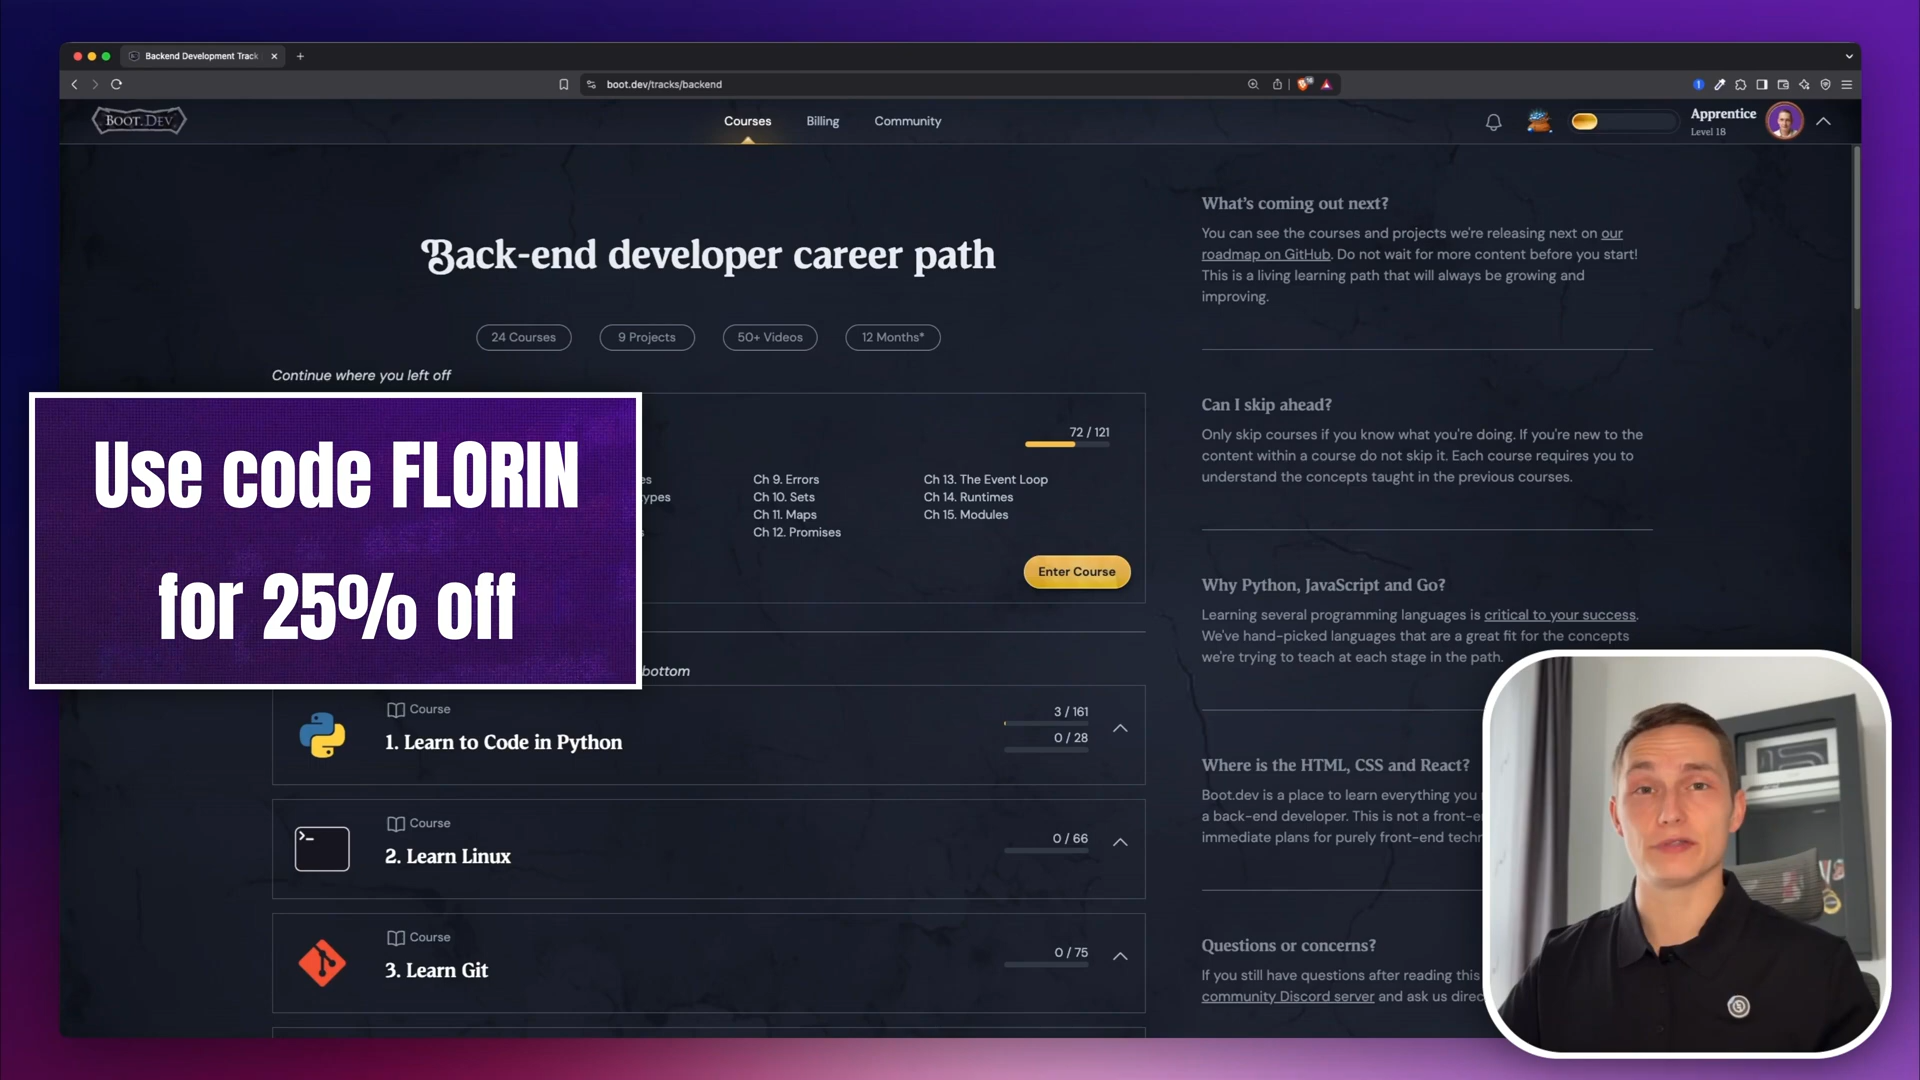 Backend Development Track
boot.dev/tracks/backend
BOOT.DEV
Courses
Billing
Community
Apprentice
Level 18
Back-end developer career path
24 Courses
9 Projects
50+ Videos
12 Months*
Continue where you left off
72 / 121
Ch 9. Errors
Ch 10. Sets
Ch 11. Maps
Ch 12. Promises
Ch 13. The Event Loop
Ch 14. Runtimes
Ch 15. Modules
Enter Course
Use code FLORIN
for 25% off
bottom
Course
1. Learn to Code in Python
3 / 161
0 / 28
Course
2. Learn Linux
0 / 66
Course
3. Learn Git
0 / 75
What's coming out next?
You can see the courses and projects we're releasing next on our
roadmap on GitHub. Do not wait for more content before you start!
This is a living learning path that will always be growing and
improving.
Can I skip ahead?
Only skip courses if you know what you're doing. If you're new to the
content within a course do not skip it. Each course requires you to
understand the concepts taught in the previous courses.
Why Python, JavaScript and Go?
Learning several programming languages is critical to your success.
We've hand-picked languages that are a great fit for the concepts
we're trying to teach at each stage in the path.
Where is the HTML, CSS and React?
Boot.dev is a place to learn everything you
a back-end developer. This is not a front-e
immediate plans for purely front-end techn
Questions or concerns?
If you still have questions after reading this
community Discord server and ask us direc